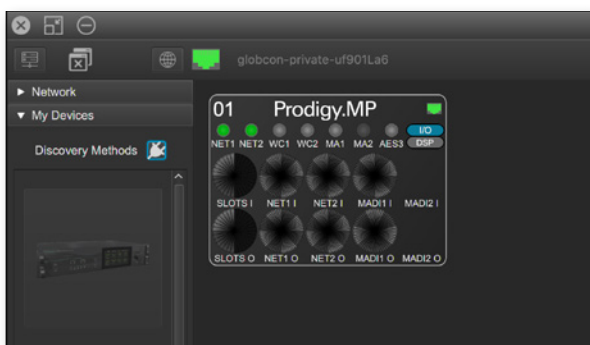 globcon-private-uf901La6
Network
My Devices
Discovery Methods
01 Prodigy.MP
NET1 NET2 WC1 WC2 MA1 MA2 AES3 I/O
DSP
SLOTS I NET1 I NET2 I MADI1 I MADI2 I
SLOTS O NET1 O NET2 O MADI1 O MADI2 O